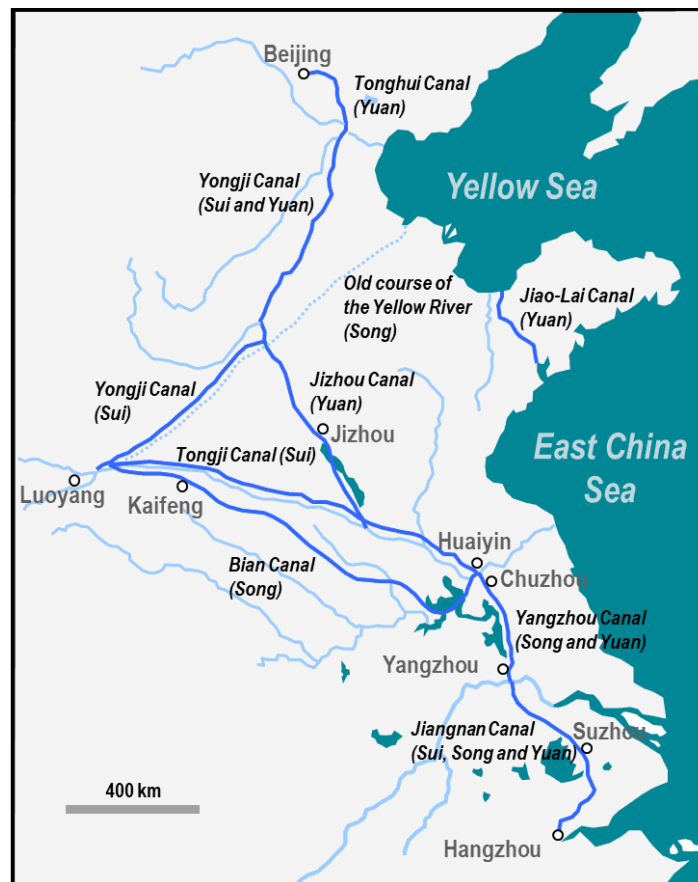 Beijing
Tonghui Canal
(Yuan)
Yongji Canal
(Sui and Yuan)
Yellow Sea
Old course of
the Yellow River
(Song)
Jiao-Lai Canal
(Yuan)
Yongji Canal
(Sui)
Jizhou Canal
(Yuan)
Jizhou
Tongji Canal (Sui)
East China
Sea
Luoyang
Kaifeng
Huaiyin
Bian Canal
(Song)
Chuzhou
Yangzhou Canal
(Song and Yuan)
Yangzhou
Jiangnan Canal
(Sui, Song and Yuan)
Suzhou
400 km
Hangzhou